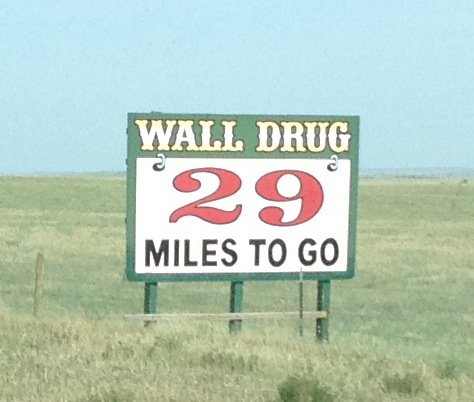 WALL DRUG
29
MILES TO GO